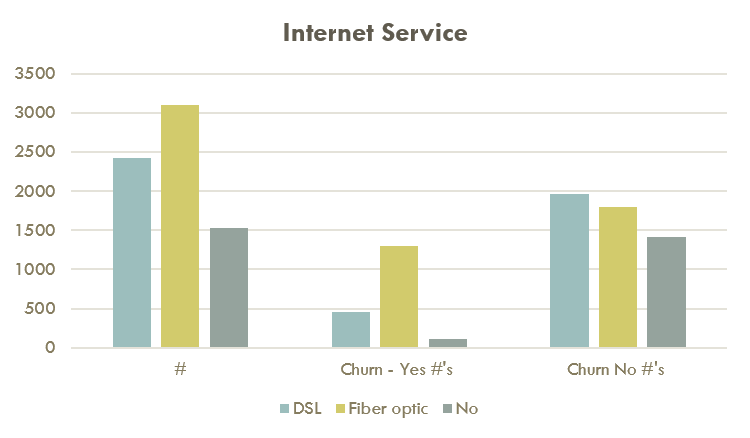 Internet Service
3500
3000
2500
2000
1500
1000
500
0
# Churn - Yes #'s Churn No #'s
DSL Fiber optic No